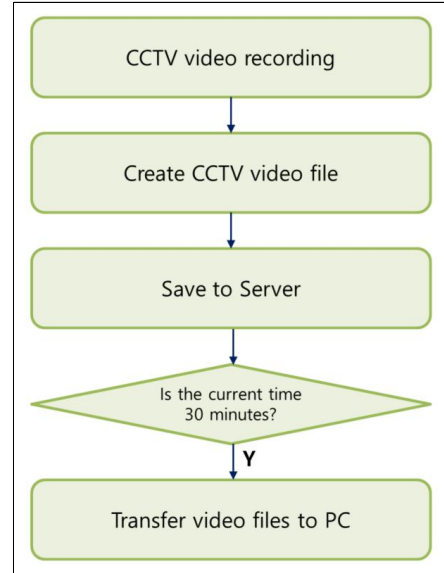 CCTV video recording
Create CCTV video file
Save to Server
Is the current time
30 minutes?
Y
Transfer video files to PC